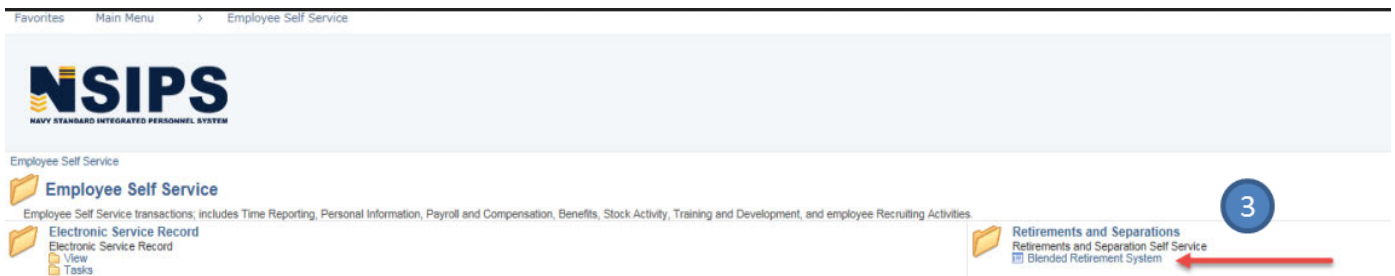 Favorites Main Menu > Employee Self Service
NSIPS
NAVY STANDARD INTEGRATED PERSONNEL SYSTEM
Employee Self Service
Employee Self Service
Employee Self Service transactions; includes Time Reporting, Personal Information, Payroll and Compensation, Benefits, Stock Activity, Training and Development, and employee Recruiting Activities.
Electronic Service Record
Electronic Service Record
View
Tasks
3
Retirements and Separations
Retirements and Separation Self Service
Blended Retirement System